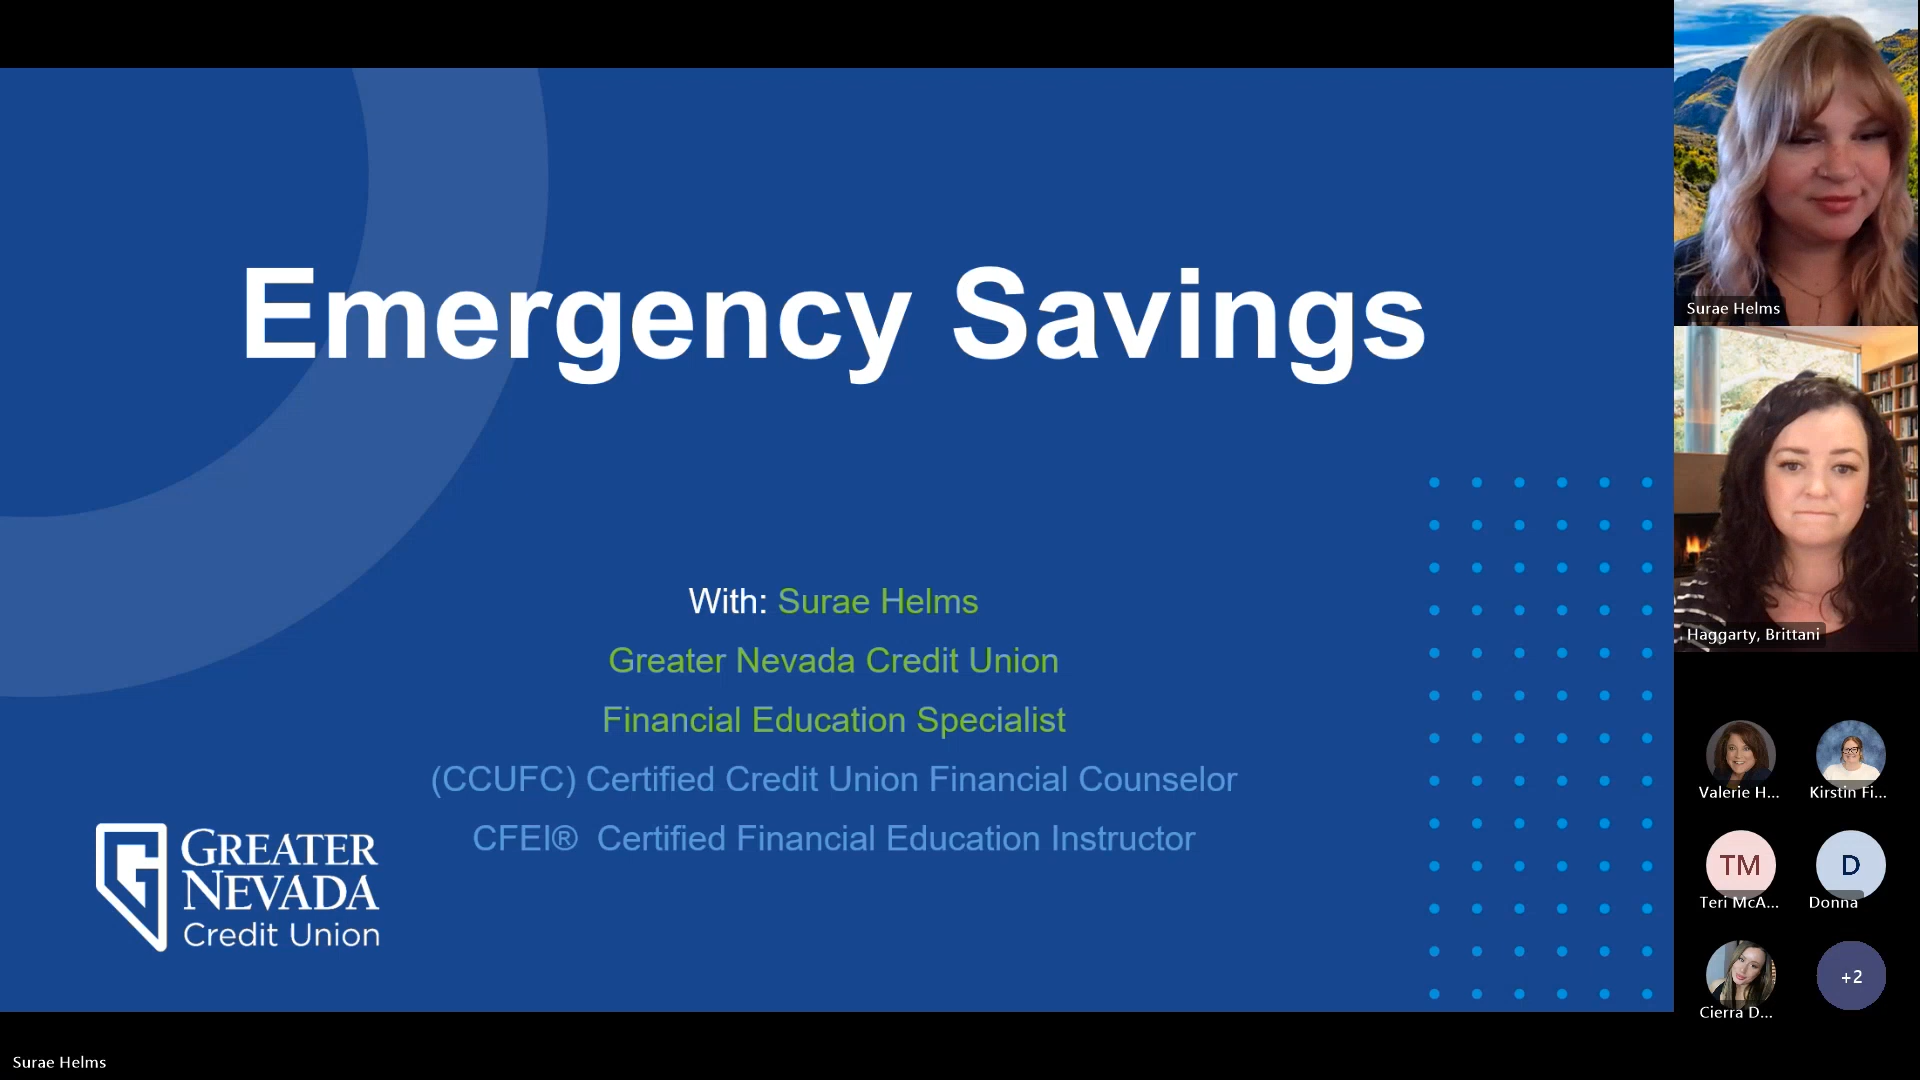 Emergency Savings
With: Surae Helms
Greater Nevada Credit Union
Financial Education Specialist
(CCUFC) Certified Credit Union Financial Counselor
CFEI® Certified Financial Education Instructor
GREATER
NEVADA
Credit Union
Surae Helms
Surae Helms
Haggarty, Brittani
Valerie H...
Kirstin Fi...
TM
Teri McA...
D
Donna
Cierra D...
+2